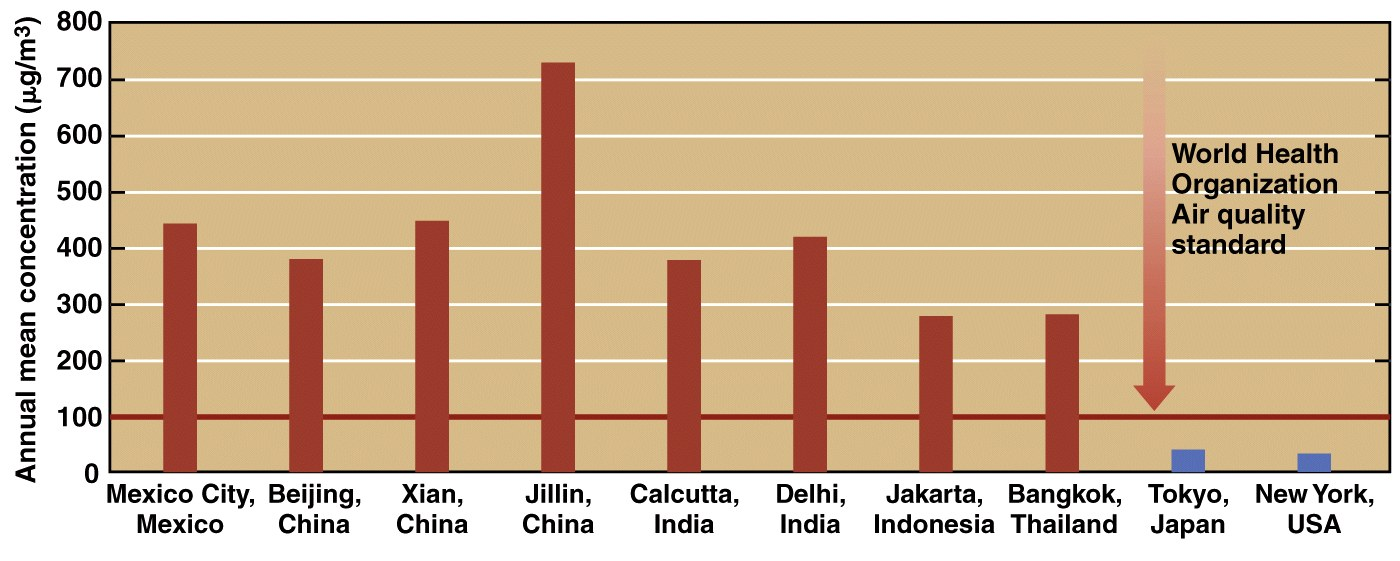 Annual mean concentration (µg/m³)
800
700
600
500
400
300
200
100
0
World Health
Organization
Air quality
standard
Mexico City,
Mexico
Beijing,
China
Xian,
China
Jillin,
China
Calcutta,
India
Delhi,
India
Jakarta,
Indonesia
Bangkok,
Thailand
Tokyo,
Japan
New York,
USA